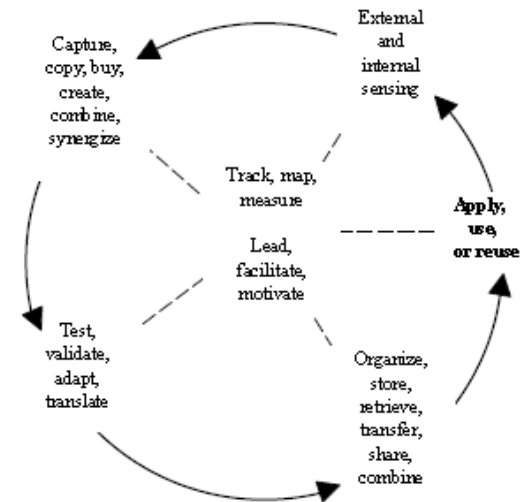 External
and
internal
sensing
Capture,
copy, buy,
create,
combine,
synergize
Track, map,
measure
Apply,
use,
or reuse
Lead,
facilitate,
motivate
Test,
validate,
adapt,
translate
Organize,
store,
retrieve,
transfer,
share,
combine